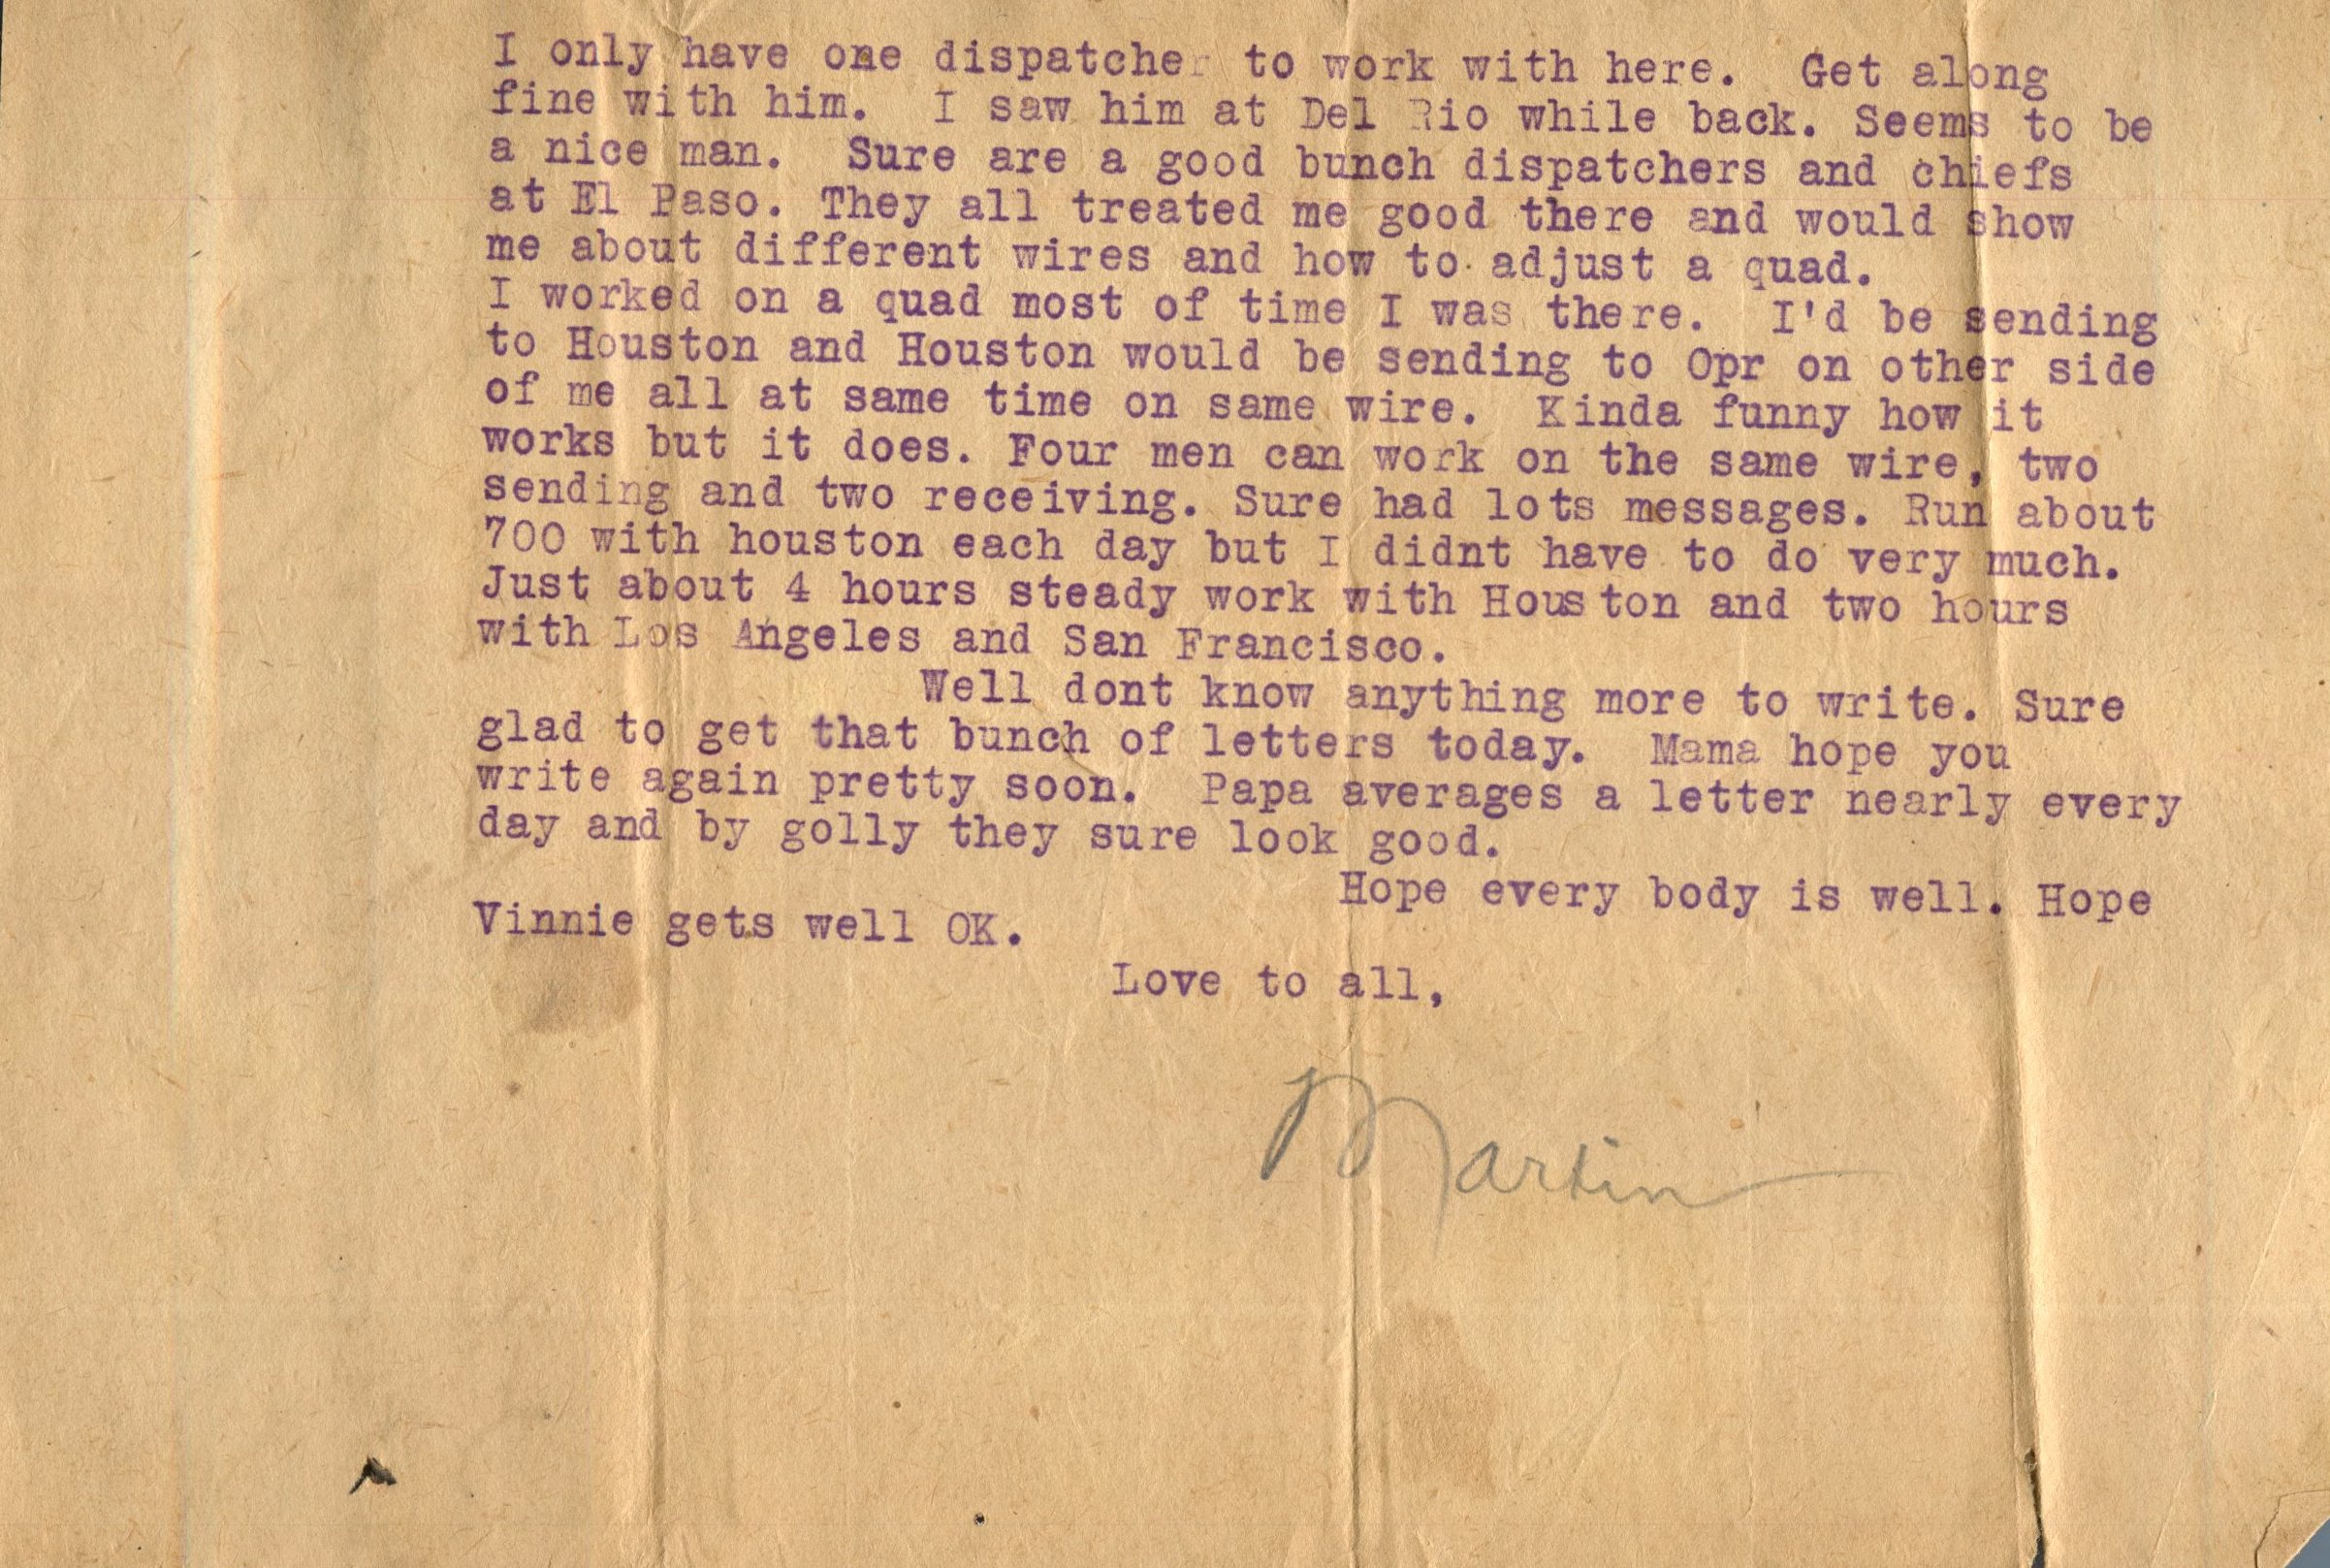 I only have one dispatcher to work with here.  Get along
fine with him.  I saw him at Del Rio while back. Seems to be
a nice man.  Sure are a good bunch dispatchers and chiefs
at El Paso. They all treated me good there and would show
me about different wires and how to adjust a quad.
I worked on a quad most of time I was there.  I'd be sending
to Houston and Houston would be sending to Opr on other side
of me all at same time on same wire.  Kinda funny how it
works but it does. Four men can work on the same wire, two
sending and two receiving. Sure had lots messages. Run about
700 with houston each day but I didnt have to do very much.
Just about 4 hours steady work with Houston and two hours
with Los Angeles and San Francisco.
Well dont know anything more to write. Sure
glad to get that bunch of letters today.  Mama hope you
write again pretty soon.  Papa averages a letter nearly every
day and by golly they sure look good.
Hope every body is well. Hope
Vinnie gets well OK.
Love to all,
Martin